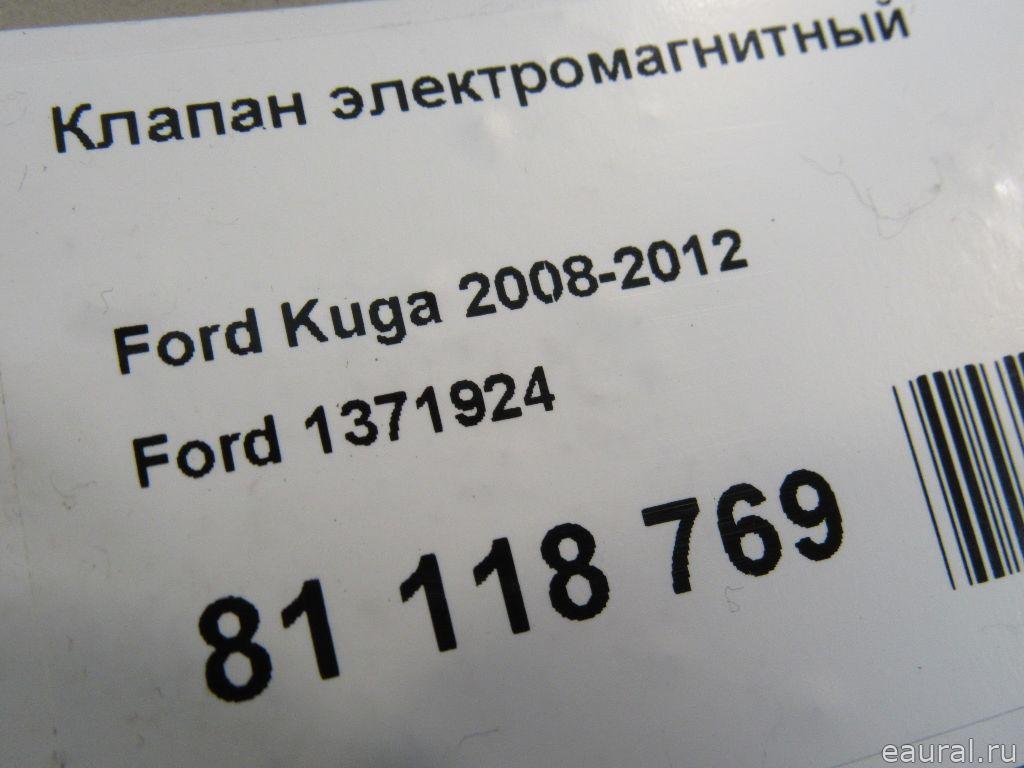 Клапан электромагнитный
Ford Kuga 2008-2012
Ford 1371924
81 118 769
eaural.ru